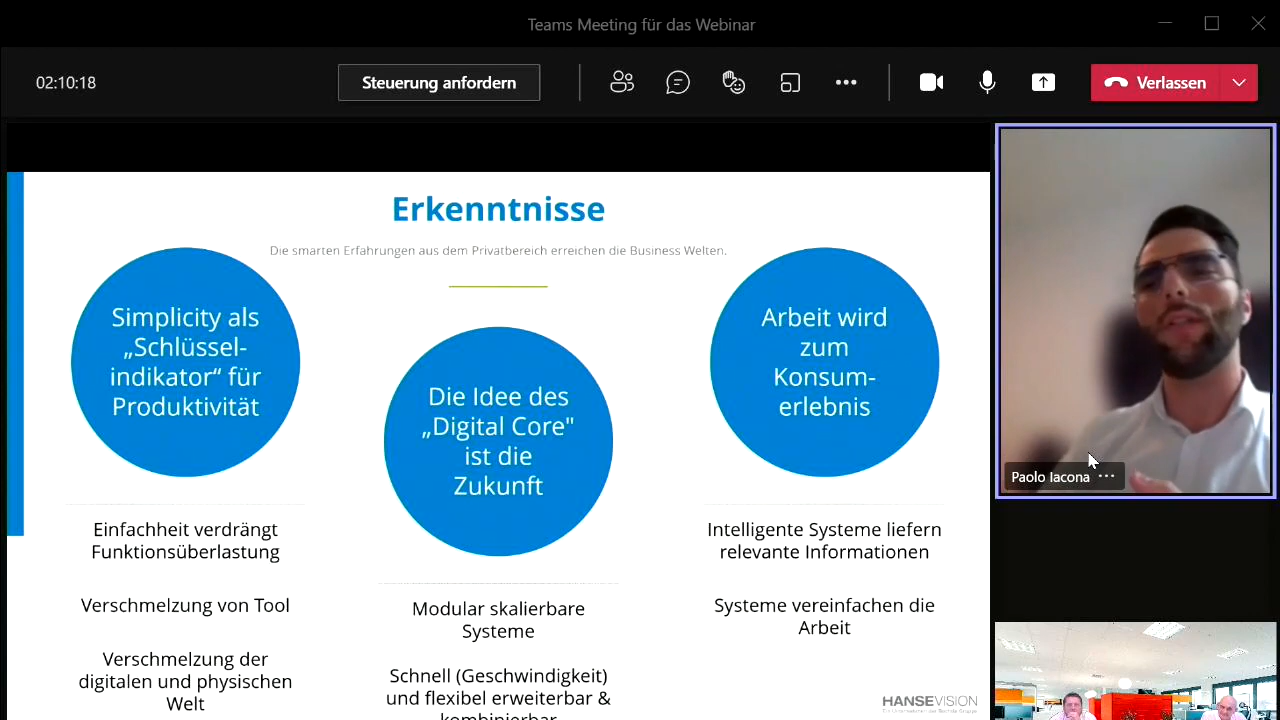 Teams Meeting für das Webinar
02:10:18
Steuerung anfordern
Verlassen
Erkenntnisse
Die smarten Erfahrungen aus dem Privatbereich erreichen die Business Welten.
Simplicity als
„Schlüssel-
indikator“ für
Produktivität
Einfachheit verdrängt
Funktionsüberlastung
Verschmelzung von Tool
Verschmelzung der
digitalen und physischen
Welt
Die Idee des
„Digital Core"
ist die
Zukunft
Modular skalierbare
Systeme
Schnell (Geschwindigkeit)
und flexibel erweiterbar &
kombinierbar
Arbeit wird
zum
Konsum-
erlebnis
Intelligente Systeme liefern
relevante Informationen
Systeme vereinfachen die
Arbeit
HANSEVISION
Paolo Iacona